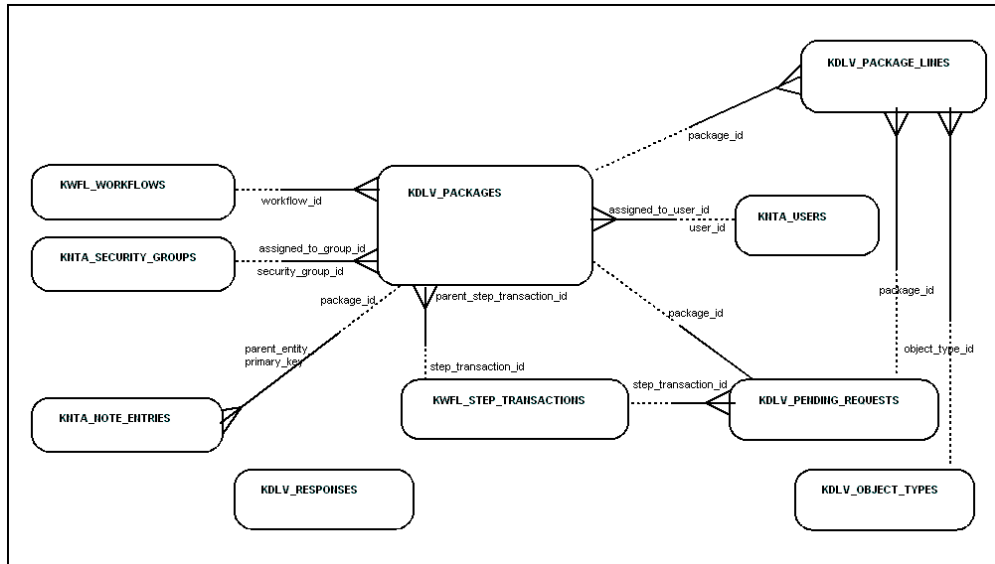 KDLV_PACKAGE_LINES
package_id
KWFL_WORKFLOWS
workflow_id
KDLV_PACKAGES
assigned_to_user_id
user_id
KNTA_USERS
KNTA_SECURITY_GROUPS
assigned_to_group_id
security_group_id
package_id
parent_step_transaction_id
package_id
package_id
parent_entity
primary_key
step_transaction_id
object_type_id
KNTA_NOTE_ENTRIES
KWFL_STEP_TRANSACTIONS
step_transaction_id
KDLV_PENDING_REQUESTS
KDLV_RESPONSES
KDLV_OBJECT_TYPES